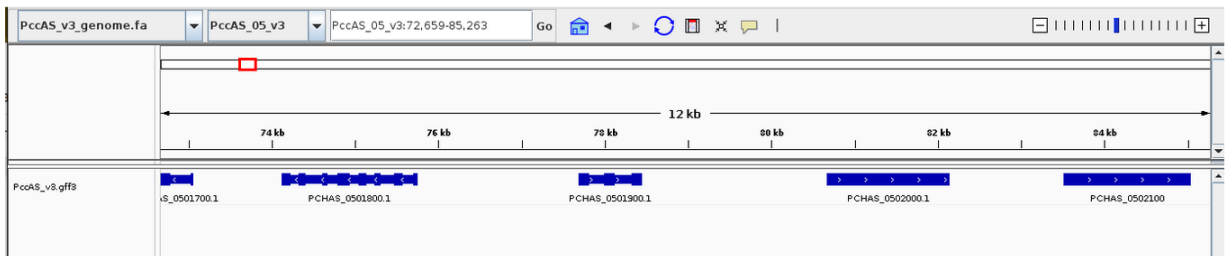 PccAS_v3_genome.fa PccAS_05_v3 PccAS_05_v3:72,659-85,263 Go
12 kb
74 kb 76 kb 78 kb 80 kb 82 kb 84 kb
PccAS_v3.gff3
AS_0501700.1 PCHAS_0501800.1 PCHAS_0501900.1 PCHAS_0502000.1 PCHAS_0502100